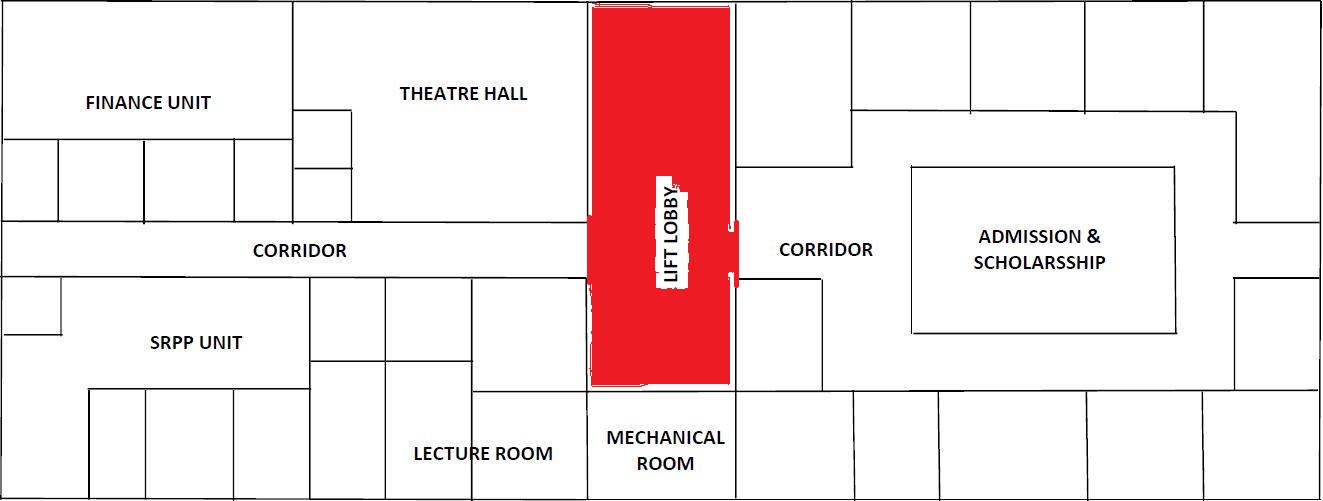 FINANCE UNIT
THEATRE HALL
LIFT LOBBY
CORRIDOR
CORRIDOR
ADMISSION &
SCHOLARSSHIP
SRPP UNIT
LECTURE ROOM
MECHANICAL
ROOM